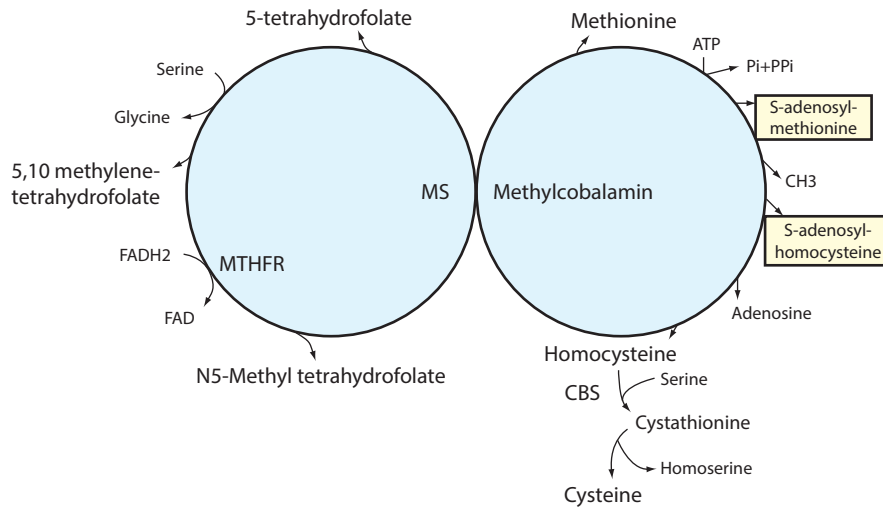 5-tetrahydrofolate
Serine
Glycine
5,10 methylene-
tetrahydrofolate
FADH2
MTHFR
FAD
N5-Methyl tetrahydrofolate
MS
Methylcobalamin
Methionine
ATP
Pi+PPi
S-adenosyl-
methionine
CH3
S-adenosyl-
homocysteine
Adenosine
Homocysteine
CBS
Serine
Cystathionine
Homoserine
Cysteine